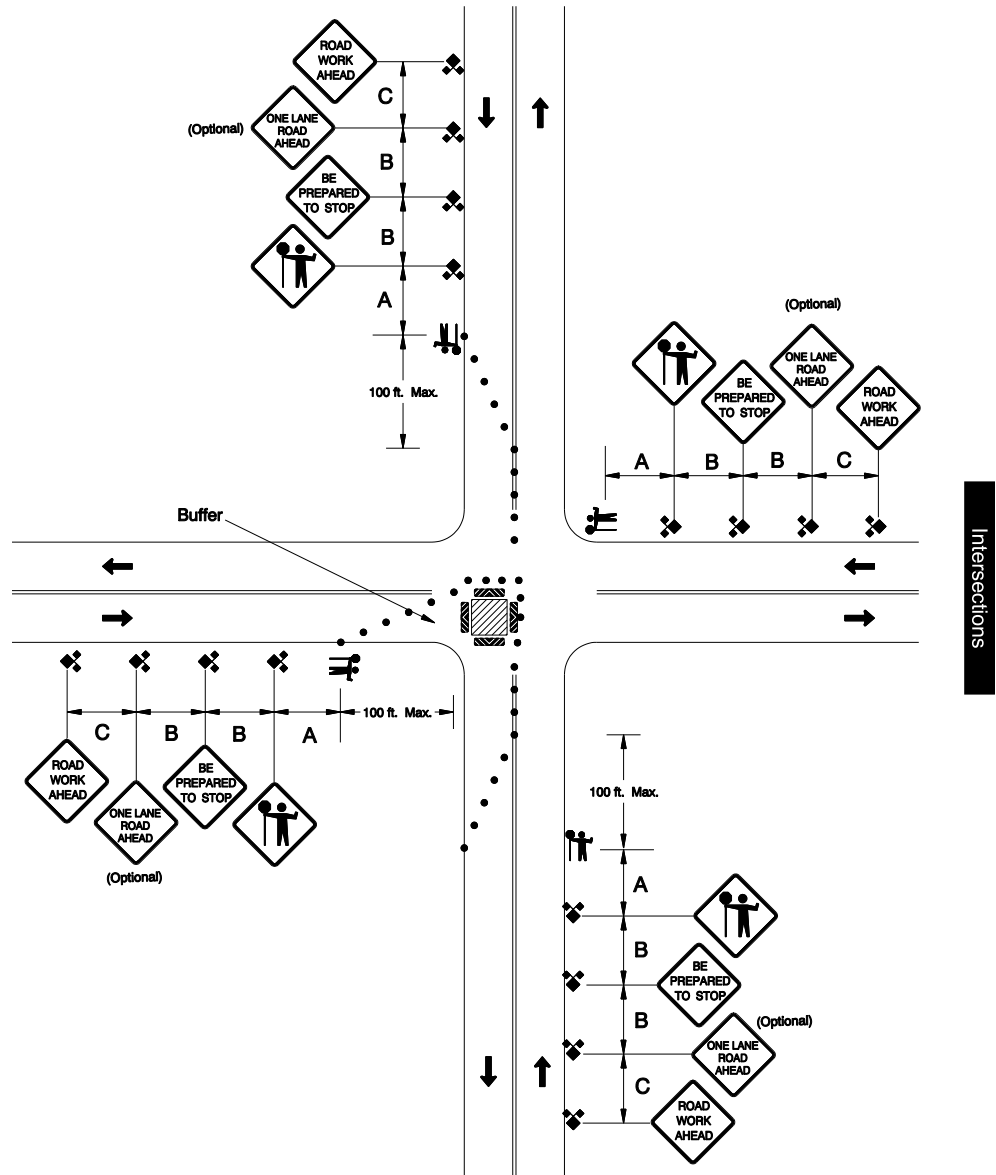 ROAD
WORK
AHEAD
C
(Optional)
ONE LANE
ROAD
AHEAD
B
BE
PREPARED
TO STOP
B
A
100 ft. Max.
(Optional)
BE
PREPARED
TO STOP
ONE LANE
ROAD
AHEAD
ROAD
WORK
AHEAD
A
B
B
C
Buffer
Intersections
C
B
B
A
100 ft. Max.
ROAD
WORK
AHEAD
ONE LANE
ROAD
AHEAD
(Optional)
BE
PREPARED
TO STOP
100 ft. Max.
A
B
BE
PREPARED
TO STOP
B
(Optional)
ONE LANE
ROAD
AHEAD
C
ROAD
WORK
AHEAD